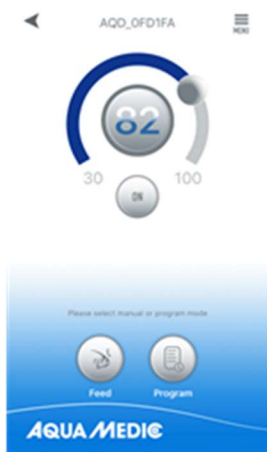 AQD_0FD1FA
MENU
82
30 100
ON
Please select manual or program mode
Feed Program
AQUA MEDIC